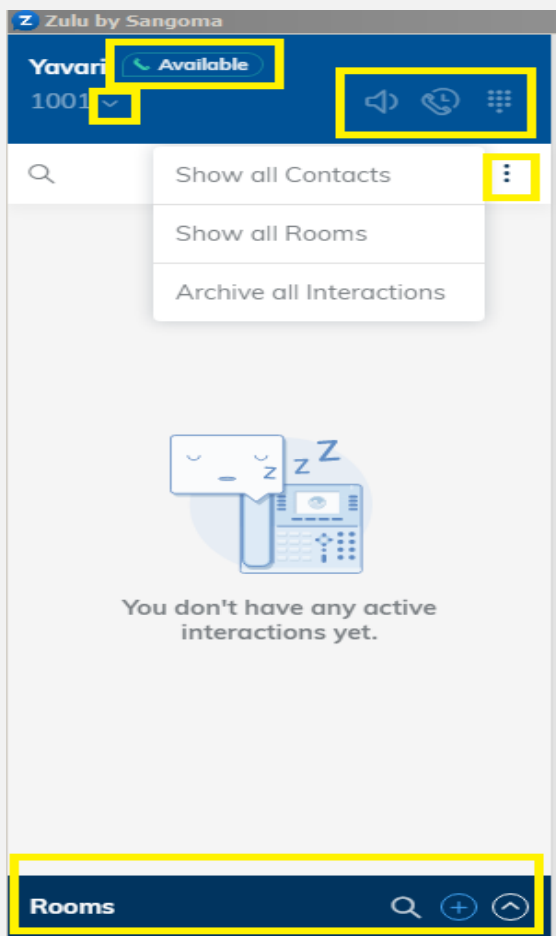 Z Zulu by Sangoma
Yavari Available
1001
Show all Contacts
Show all Rooms
Archive all Interactions
z z Z
You don't have any active
interactions yet.
Rooms